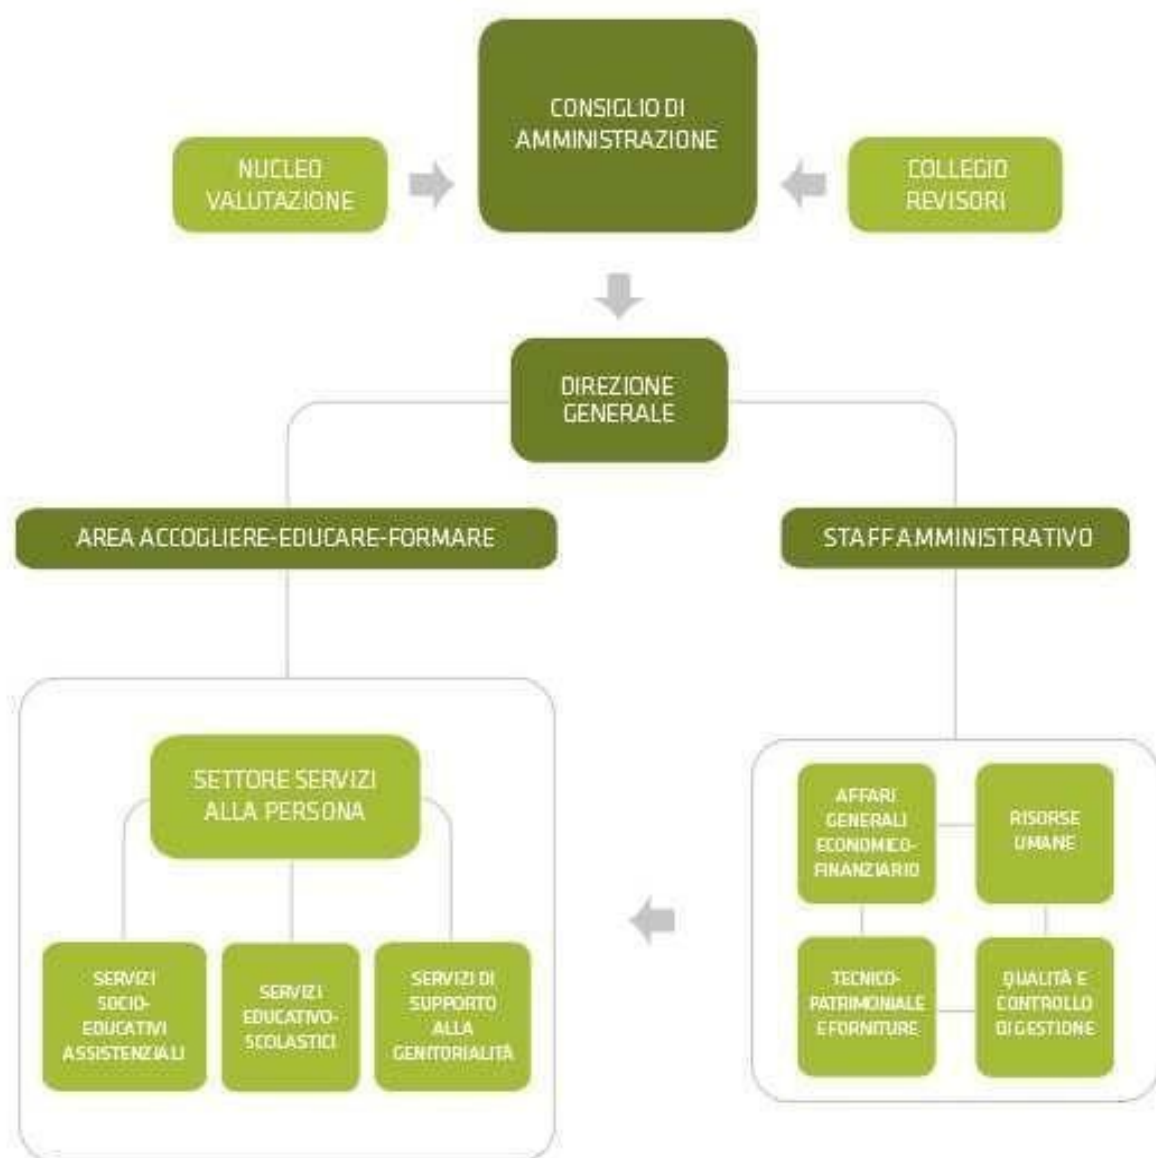 CONSIGLIO DI
AMMINISTRAZIONE
NUCLEO
VALUTAZIONE
COLLEGIO
REVISORI
DIREZIONE
GENERALE
AREA ACCOGLIERE-EDUCARE-FORMARE
STAFF AMMINISTRATIVO
SETTORE SERVIZI
ALLA PERSONA
SERVIZI
SOCIO-
EDUCATIVI
ASSISTENZIALI
SERVIZI
EDUCATIVO-
SCOLASTICI
SERVIZI DI
SUPPORTO
ALLA
GENITORIALITÀ
AFFARI
GENERALI
ECONOMICO-
FINANZIARIO
RISORSE
UMANE
TECNICO-
PATRIMONIALE
E FORNITURE
QUALITÀ E
CONTROLLO
DI GESTIONE